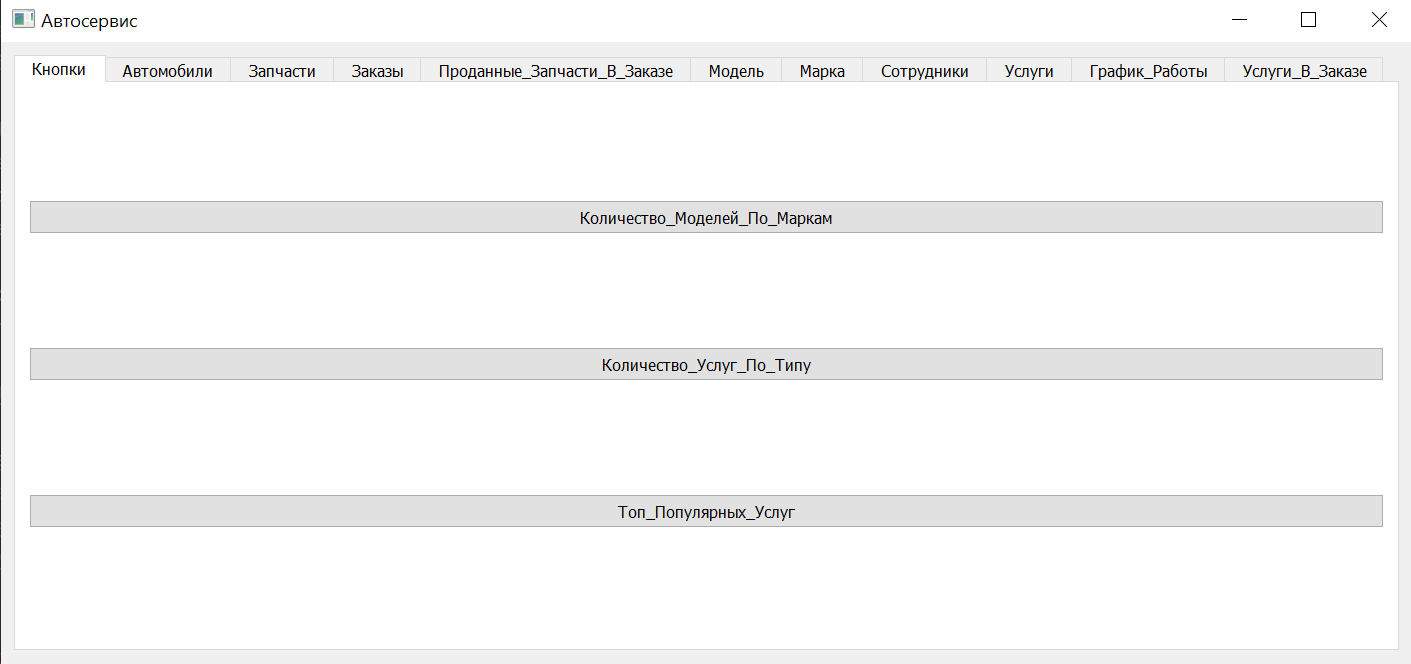 Автосервис
Кнопки Автомобили Запчасти Заказы Проданные_Запчасти_В_Заказе Модель Марка Сотрудники Услуги График_Работы Услуги_В_Заказе
Количество_Моделей_По_Маркам
Количество_Услуг_По_Типу
Топ_Популярных_Услуг